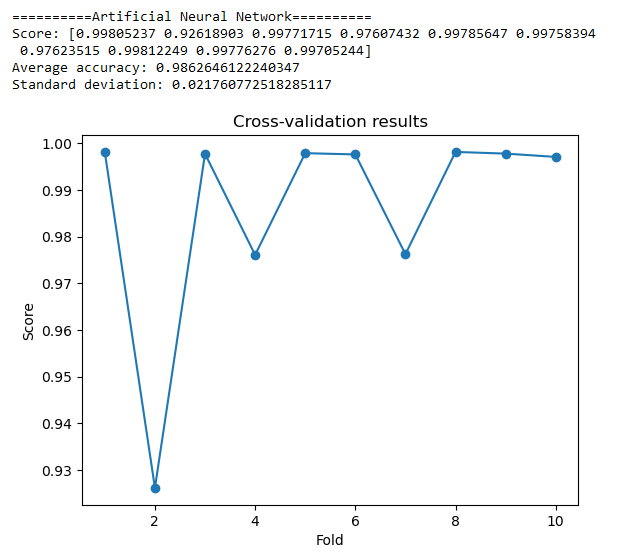 ==========Artificial Neural Network==========
Score: [0.99805237 0.92618903 0.99771715 0.97607432 0.99785647 0.99758394
 0.97623515 0.99812249 0.99776276 0.99705244]
Average accuracy: 0.9862646122240347
Standard deviation: 0.021760772518285117
Cross-validation results
1.00
0.99
0.98
0.97
0.96
0.95
0.94
0.93
Score
2 4 6 8 10
Fold